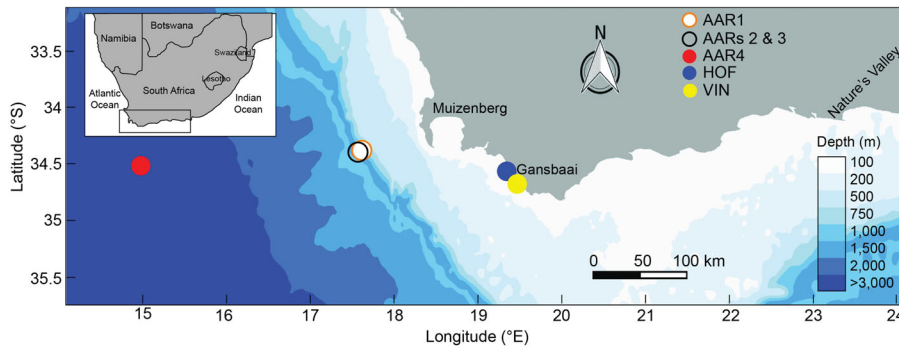 Namibia
Botswana
Swaziland
Lesotho
South Africa
Atlantic
Ocean
Indian
Ocean
N
AAR1
AARs 2 & 3
AAR4
HOF
VIN
Nature's Valley
Muizenberg
Gansbaai
Depth (m)
100
200
500
750
1,000
1,500
2,000
>3,000
0 50 100 km
33.5
34
34.5
35
35.5
Latitude (°S)
15 16 17 18 19 20 21 22 23 24
Longitude (°E)